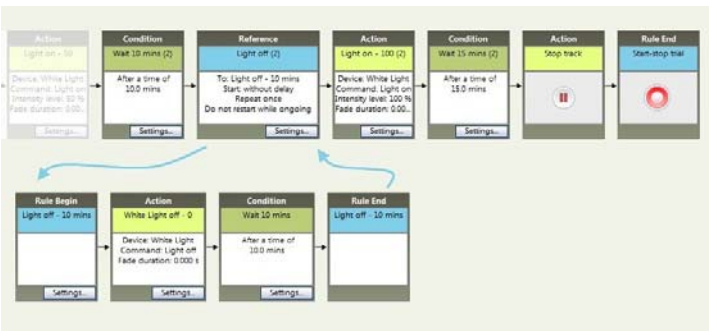 Action
Light on - 50
Device: White Light
Command: Light on
Intensity level: 50 %
Fade duration: 0.00...
Settings...
Condition
Wait 10 mins (2)
After a time of
10.0 mins
Settings...
Reference
Light off (2)
To: Light off - 10 mins
Start: without delay
Repeat once
Do not restart while ongoing
Settings...
Action
Light on - 100 (2)
Device: White Light
Command: Light on
Intensity level: 100 %
Fade duration: 0.00...
Settings...
Condition
Wait 15 mins (2)
After a time of
15.0 mins
Settings...
Action
Stop track
Rule End
Start-stop trial
Rule Begin
Light off - 10 mins
Settings...
Action
White Light off - 0
Device: White Light
Command: Light off
Fade duration: 0.000 s
Settings...
Condition
Wait 10 mins
After a time of
10.0 mins
Settings...
Rule End
Light off - 10 mins